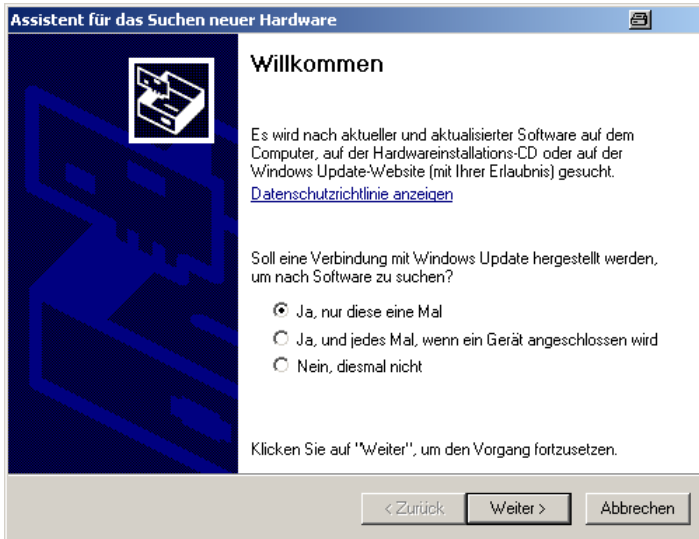 Assistent für das Suchen neuer Hardware
Willkommen
Es wird nach aktueller und aktualisierter Software auf dem
Computer, auf der Hardwareinstallations-CD oder auf der
Windows Update-Website (mit Ihrer Erlaubnis) gesucht.
Datenschutzrichtlinie anzeigen
Soll eine Verbindung mit Windows Update hergestellt werden,
um nach Software zu suchen?
Ja, nur diese eine Mal
Ja, und jedes Mal, wenn ein Gerät angeschlossen wird
Nein, diesmal nicht
Klicken Sie auf "Weiter", um den Vorgang fortzusetzen.
< Zurück Weiter > Abbrechen